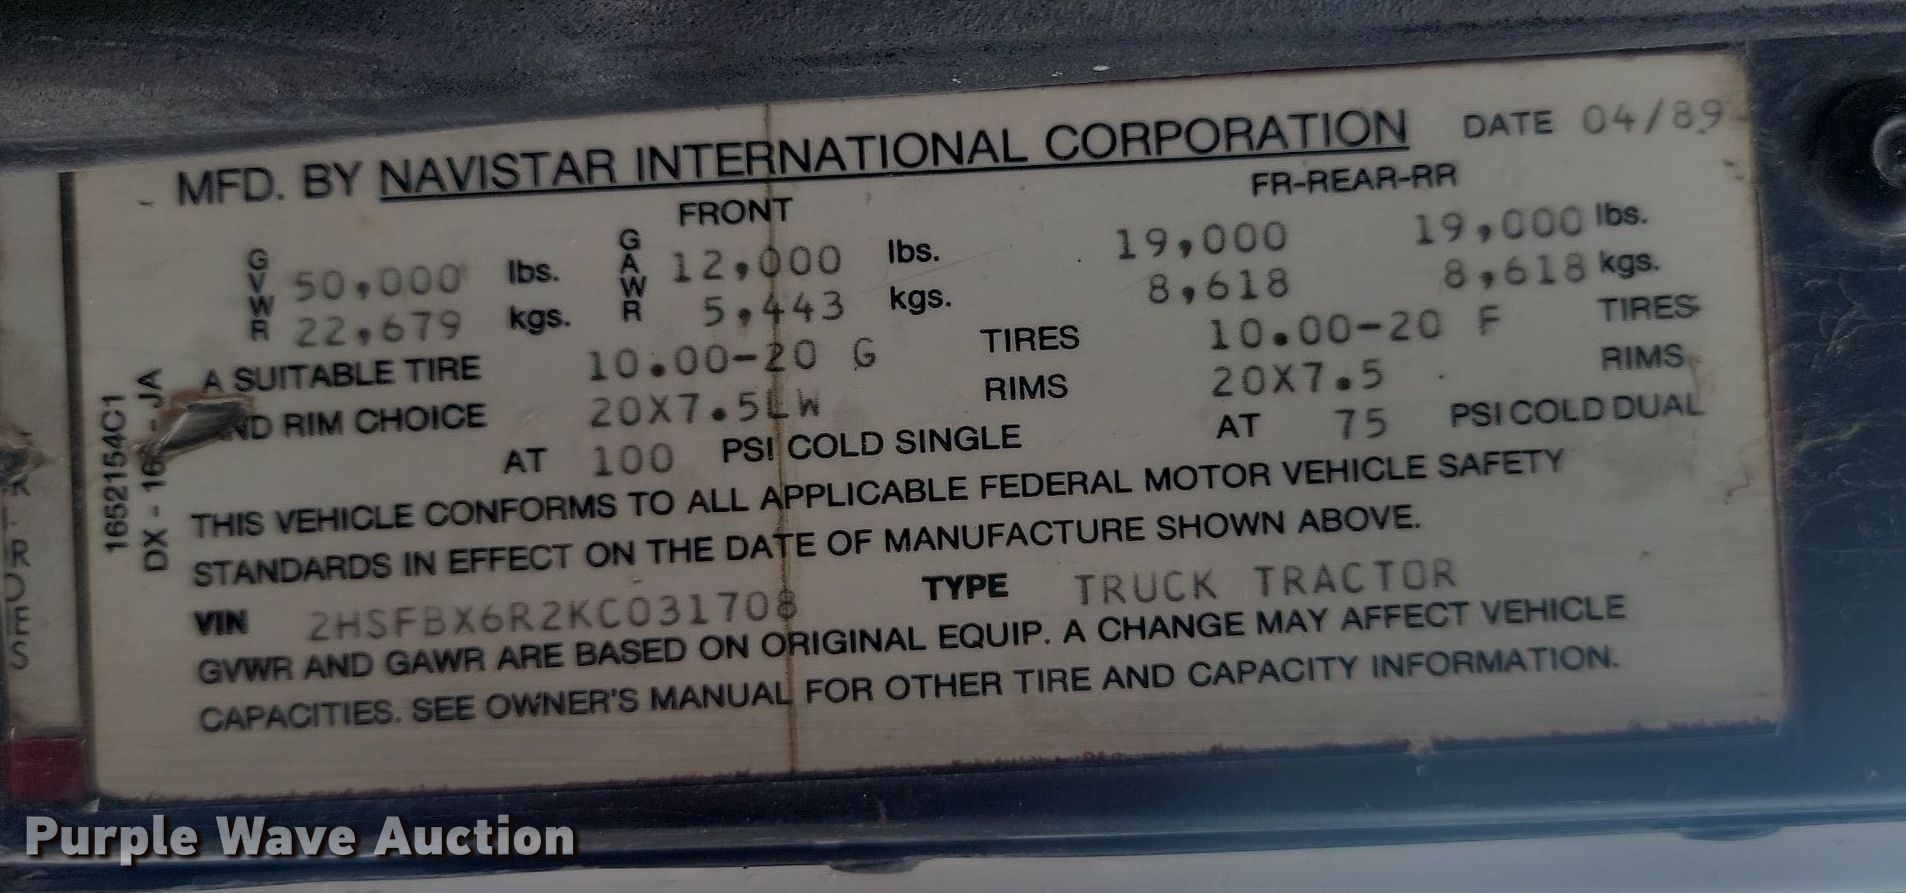 MFD. BY NAVISTAR INTERNATIONAL CORPORATION DATE 04/89
FRONT FR-REAR-RR
GVWR 50,000 lbs. GAWR 12,000 lbs. 19,000 19,000 lbs.
22,679 kgs. 5,443 kgs. 8,618 8,618 kgs.
A SUITABLE TIRE 10.00-20 G TIRES 10.00-20 F TIRES
AND RIM CHOICE 20X7.5LW RIMS 20X7.5 RIMS
AT 100 PSI COLD SINGLE AT 75 PSI COLD DUAL
THIS VEHICLE CONFORMS TO ALL APPLICABLE FEDERAL MOTOR VEHICLE SAFETY
STANDARDS IN EFFECT ON THE DATE OF MANUFACTURE SHOWN ABOVE.
VIN 2HSFBX6R2KC031708 TYPE TRUCK TRACTOR
GVWR AND GAWR ARE BASED ON ORIGINAL EQUIP. A CHANGE MAY AFFECT VEHICLE
CAPACITIES. SEE OWNER'S MANUAL FOR OTHER TIRE AND CAPACITY INFORMATION.
1652154C1
Purple Wave Auction